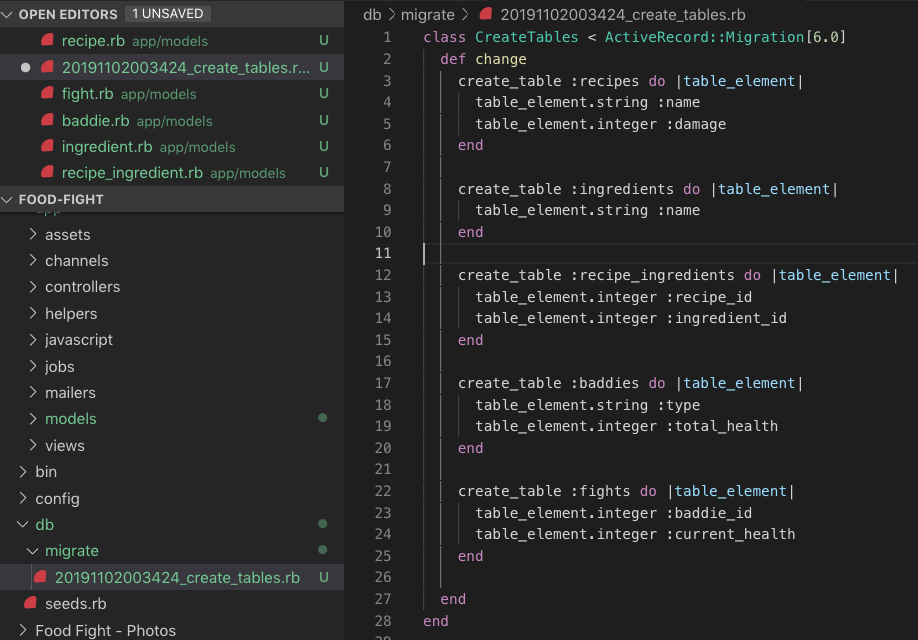 OPEN EDITORS 1 UNSAVED
recipe.rb app/models U
20191102003424_create_tables.r... U
fight.rb app/models U
baddie.rb app/models U
ingredient.rb app/models U
recipe_ingredient.rb app/models U
FOOD-FIGHT
app
assets
channels
controllers
helpers
javascript
jobs
mailers
models
views
bin
config
db
migrate
20191102003424_create_tables.rb U
seeds.rb
Food Fight - Photos
db > migrate > 20191102003424_create_tables.rb
1 class CreateTables < ActiveRecord::Migration[6.0]
2 def change
3 create_table :recipes do |table_element|
4 table_element.string :name
5 table_element.integer :damage
6 end
7
8 create_table :ingredients do |table_element|
9 table_element.string :name
10 end
11
12 create_table :recipe_ingredients do |table_element|
13 table_element.integer :recipe_id
14 table_element.integer :ingredient_id
15 end
16
17 create_table :baddies do |table_element|
18 table_element.string :type
19 table_element.integer :total_health
20 end
21
22 create_table :fights do |table_element|
23 table_element.integer :baddie_id
24 table_element.integer :current_health
25 end
26
27 end
28 end